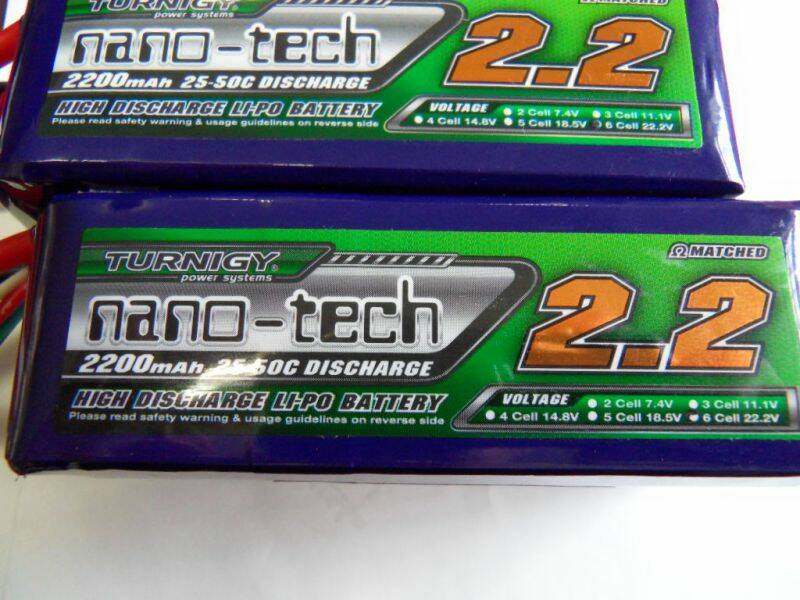 TURNIGY
power systems
MATCHED
nano-tech
2.2
2200mAh 25-50C DISCHARGE
HIGH DISCHARGE LI-PO BATTERY
Please read safety warning & usage guidelines on reverse side
VOLTAGE 2 Cell 7.4V 3 Cell 11.1V
4 Cell 14.8V 5 Cell 18.5V 6 Cell 22.2V
TURNIGY®
power systems
Ω MATCHED
nano-tech
2.2
2200mAh 25-50C DISCHARGE
HIGH DISCHARGE LI-PO BATTERY
Please read safety warning & usage guidelines on reverse side
VOLTAGE 2 Cell 7.4V 3 Cell 11.1V
4 Cell 14.8V 5 Cell 18.5V 6 Cell 22.2V